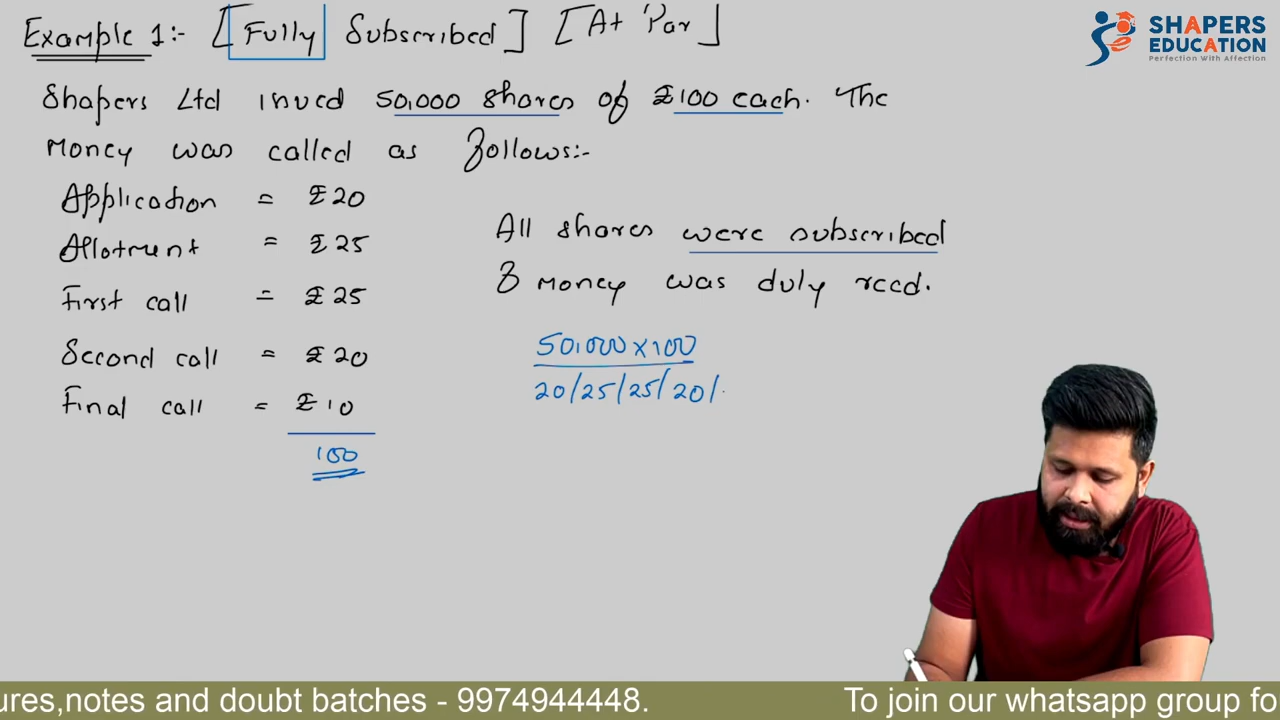 Example 1:- [Fully Subscribed] [At Par]
SHAPERS
EDUCATION
Perfection With Affection
Shapers Ltd issued 50,000 shares of ₹100 each. The
Money was called as follows:-
Application = ₹20
Allotment = ₹25
First call = ₹25
Second call = ₹20
Final call = ₹10
100
All shares were subscribed
& money was duly recd.
50,000 x 100
20/25/25/20/
ures,notes and doubt batches - 9974944448.
To join our whatsapp group fo